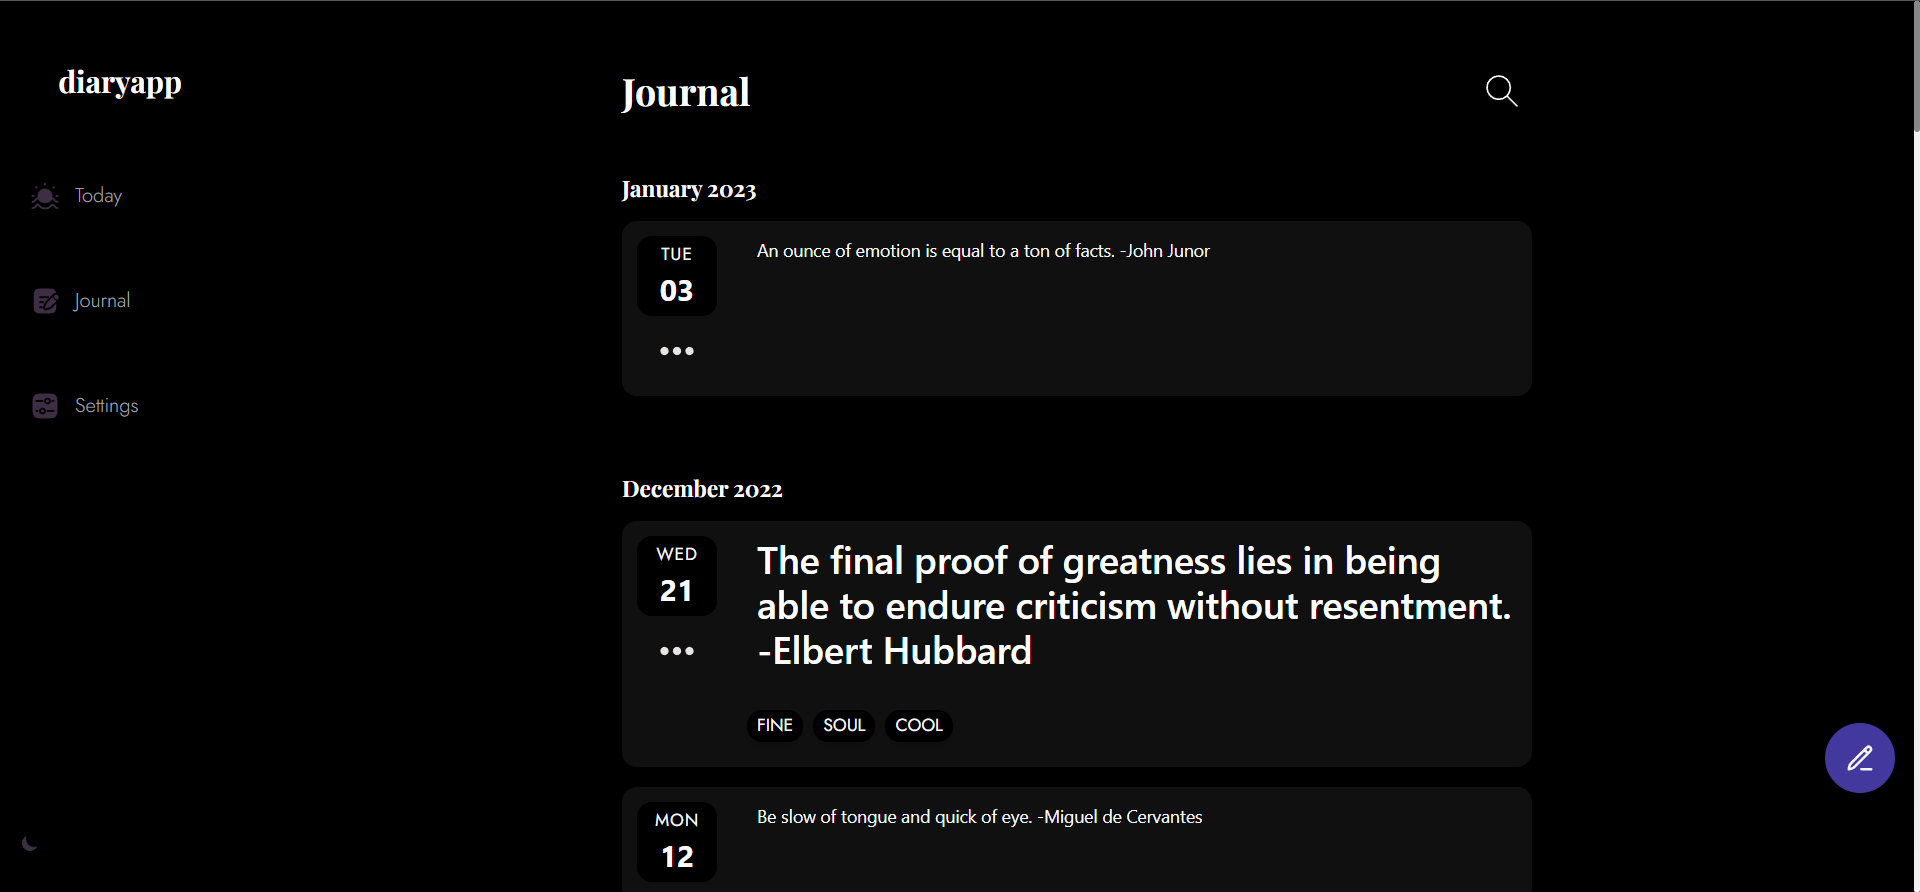 diaryapp
Today
Journal
Settings
Journal
January 2023
TUE
03
An ounce of emotion is equal to a ton of facts. -John Junor
December 2022
WED
21
The final proof of greatness lies in being
able to endure criticism without resentment.
-Elbert Hubbard
FINE SOUL COOL
MON
12
Be slow of tongue and quick of eye. -Miguel de Cervantes